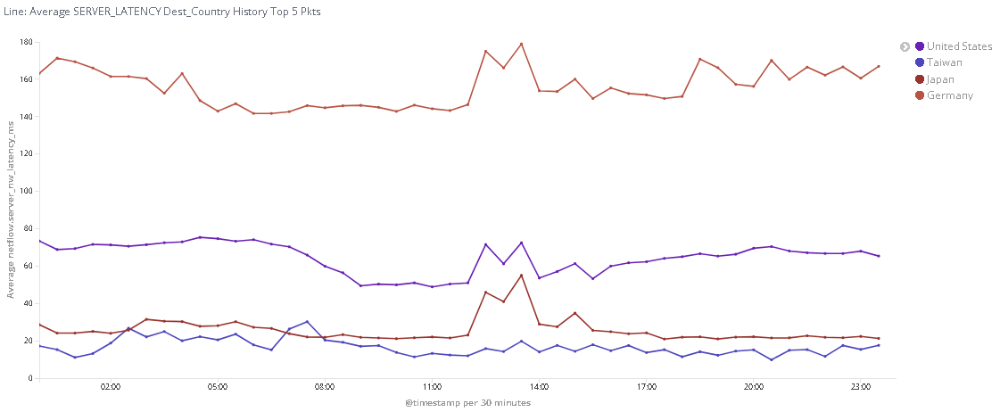 Line: Average SERVER_LATENCY Dest_Country History Top 5 Pkts
180
160
140
120
100
80
60
40
20
0
Average netflow.server_nw_latency_ms
02:00 05:00 08:00 11:00 14:00 17:00 20:00 23:00
@timestamp per 30 minutes
United States
Taiwan
Japan
Germany